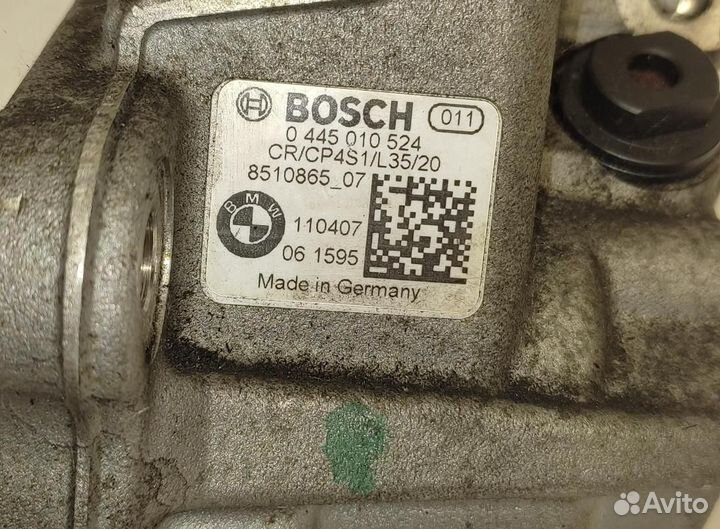 BOSCH 011
0 445 010 524
CR/CP4S1/L35/20
8510865_07
BMW
110407
06 1595
Made in Germany
Avito